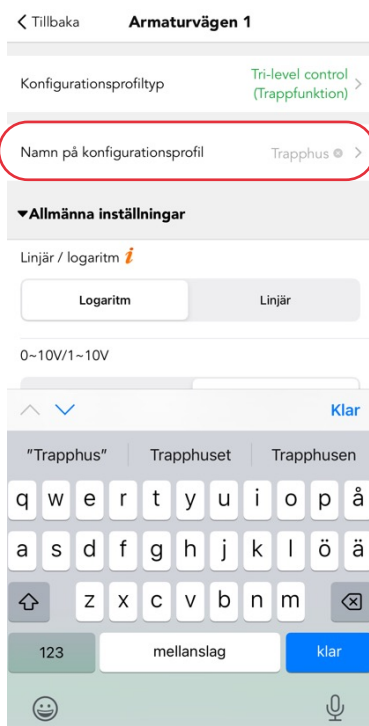 Tillbaka Armaturvägen 1
Konfigurationsprofiltyp Tri-level control
(Trappfunktion)
Namn på konfigurationsprofil Trapphus
Allmänna inställningar
Linjär / logaritm i
Logaritm Linjär
0~10V/1~10V
Klar
"Trapphus" Trapphuset Trapphusen
q w e r t y u i o p å
a s d f g h j k l ö ä
z x c v b n m
123 mellanslag klar